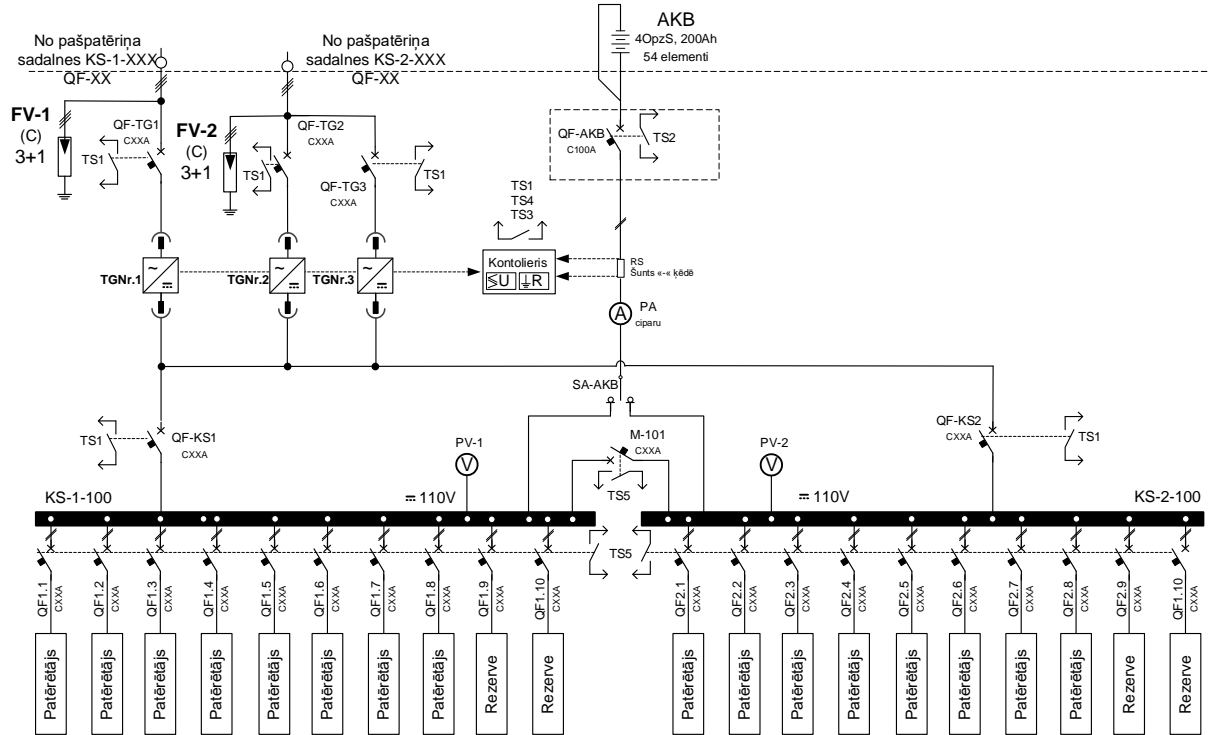 No pašpatēriņa
sadalnes KS-1-XXX
QF-XX
No pašpatēriņa
sadalnes KS-2-XXX
QF-XX
AKB
4OpzS, 200Ah
54 elementi
FV-1
(C)
3+1
QF-TG1
CXXA
TS1
FV-2
(C)
3+1
QF-TG2
CXXA
TS1
QF-TG3
CXXA
TS1
QF-AKB
C100A
TS2
TS1
TS4
TS3
TGNr.1
TGNr.2
TGNr.3
Kontolieris
≶U
R
RS
Šunts «-« ķēdē
A
PA
ciparu
SA-AKB
TS1
QF-KS1
CXXA
PV-1
V
M-101
CXXA
TS5
PV-2
V
QF-KS2
CXXA
TS1
KS-1-100
110V
110V
KS-2-100
TS5
QF1.1
CXXA
QF1.2
CXXA
QF1.3
CXXA
QF1.4
CXXA
QF1.5
CXXA
QF1.6
CXXA
QF1.7
CXXA
QF1.8
CXXA
QF1.9
CXXA
QF1.10
CXXA
QF2.1
CXXA
QF2.2
CXXA
QF2.3
CXXA
QF2.4
CXXA
QF2.5
CXXA
QF2.6
CXXA
QF2.7
CXXA
QF2.8
CXXA
QF2.9
CXXA
QF1.10
CXXA
Patērētājs
Patērētājs
Patērētājs
Patērētājs
Patērētājs
Patērētājs
Patērētājs
Patērētājs
Rezerve
Rezerve
Patērētājs
Patērētājs
Patērētājs
Patērētājs
Patērētājs
Patērētājs
Patērētājs
Patērētājs
Rezerve
Rezerve